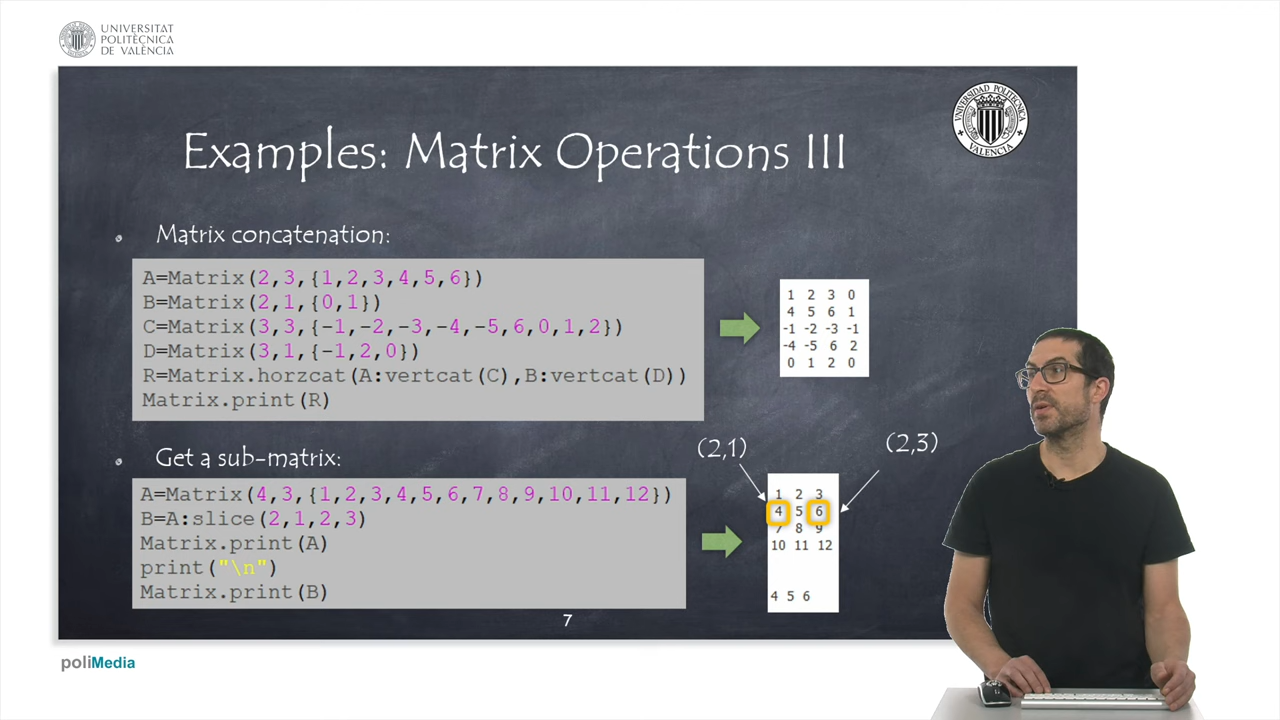 UNIVERSITAT
POLITÈCNICA
DE VALÈNCIA
UNIVERSIDAD POLITECNICA
VALENCIA
Examples: Matrix Operations III
Matrix concatenation:
A=Matrix(2,3,{1,2,3,4,5,6})
B=Matrix(2,1,{0,1})
C=Matrix(3,3,{-1,-2,-3,-4,-5,6,0,1,2})
D=Matrix(3,1,{-1,2,0})
R=Matrix.horzcat(A:vertcat(C),B:vertcat(D))
Matrix.print(R)
1 2 3 0
4 5 6 1
-1 -2 -3 -1
-4 -5 6 2
0 1 2 0
Get a sub-matrix:
A=Matrix(4,3,{1,2,3,4,5,6,7,8,9,10,11,12})
B=A:slice(2,1,2,3)
Matrix.print(A)
print("\n")
Matrix.print(B)
(2,1)
(2,3)
1 2 3
4 5 6
7 8 9
10 11 12
4 5 6
7
poliMedia